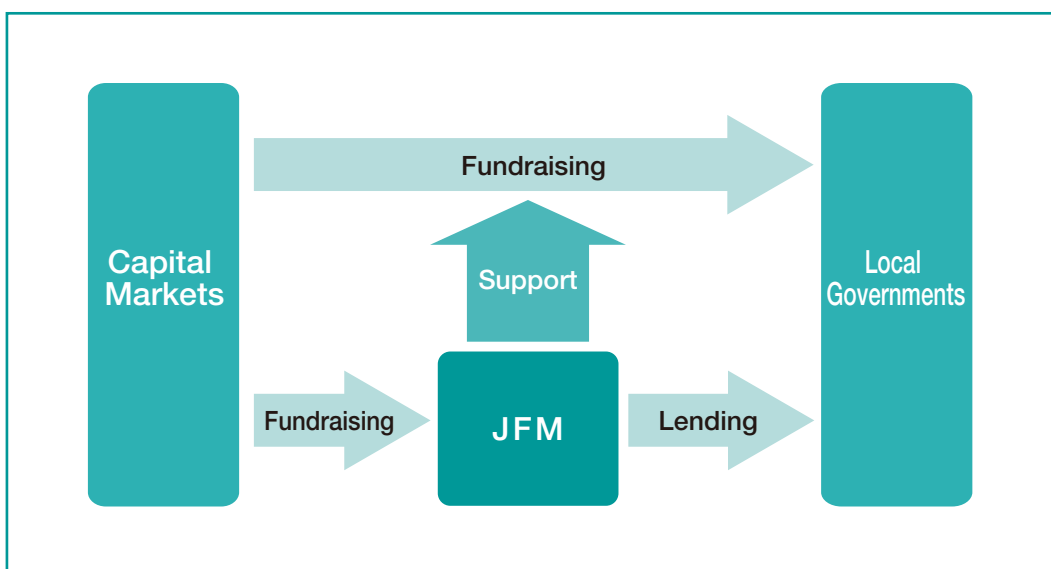 Fundraising
Capital
Markets
Support
Local
Governments
Fundraising
JFM
Lending